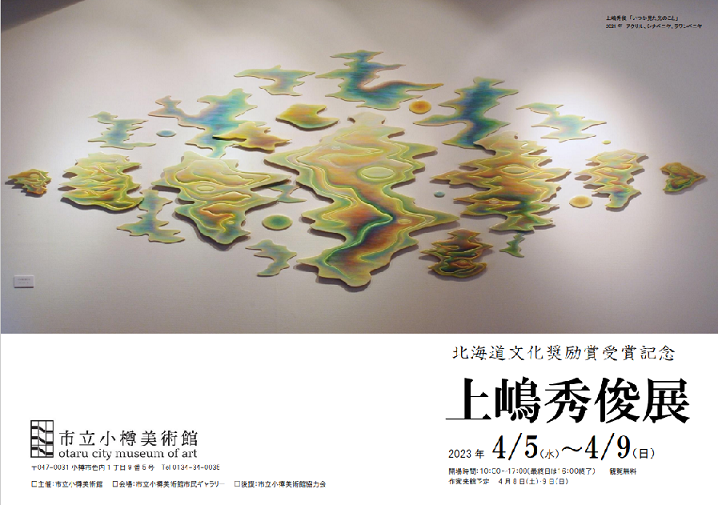 上嶋秀俊 「いつか見た光のこと」
2021年 アクリル、シナベニヤ、ラワンベニヤ
北海道文化奨励賞受賞記念
上嶋秀俊展
2023年 4/5(水)~4/9(日)
開場時間:10:00-17:00(最終日は16:00終了) 観覧無料
作家来館予定 4月8日(土)・9日(日)
市立小樽美術館
otaru city museum of art
〒047-0031 小樽市色内1丁目9番5号 Tel 0134-34-0035
□主催:市立小樽美術館 □会場:市立小樽美術館市民ギャラリー □後援:市立小樽美術館協力会